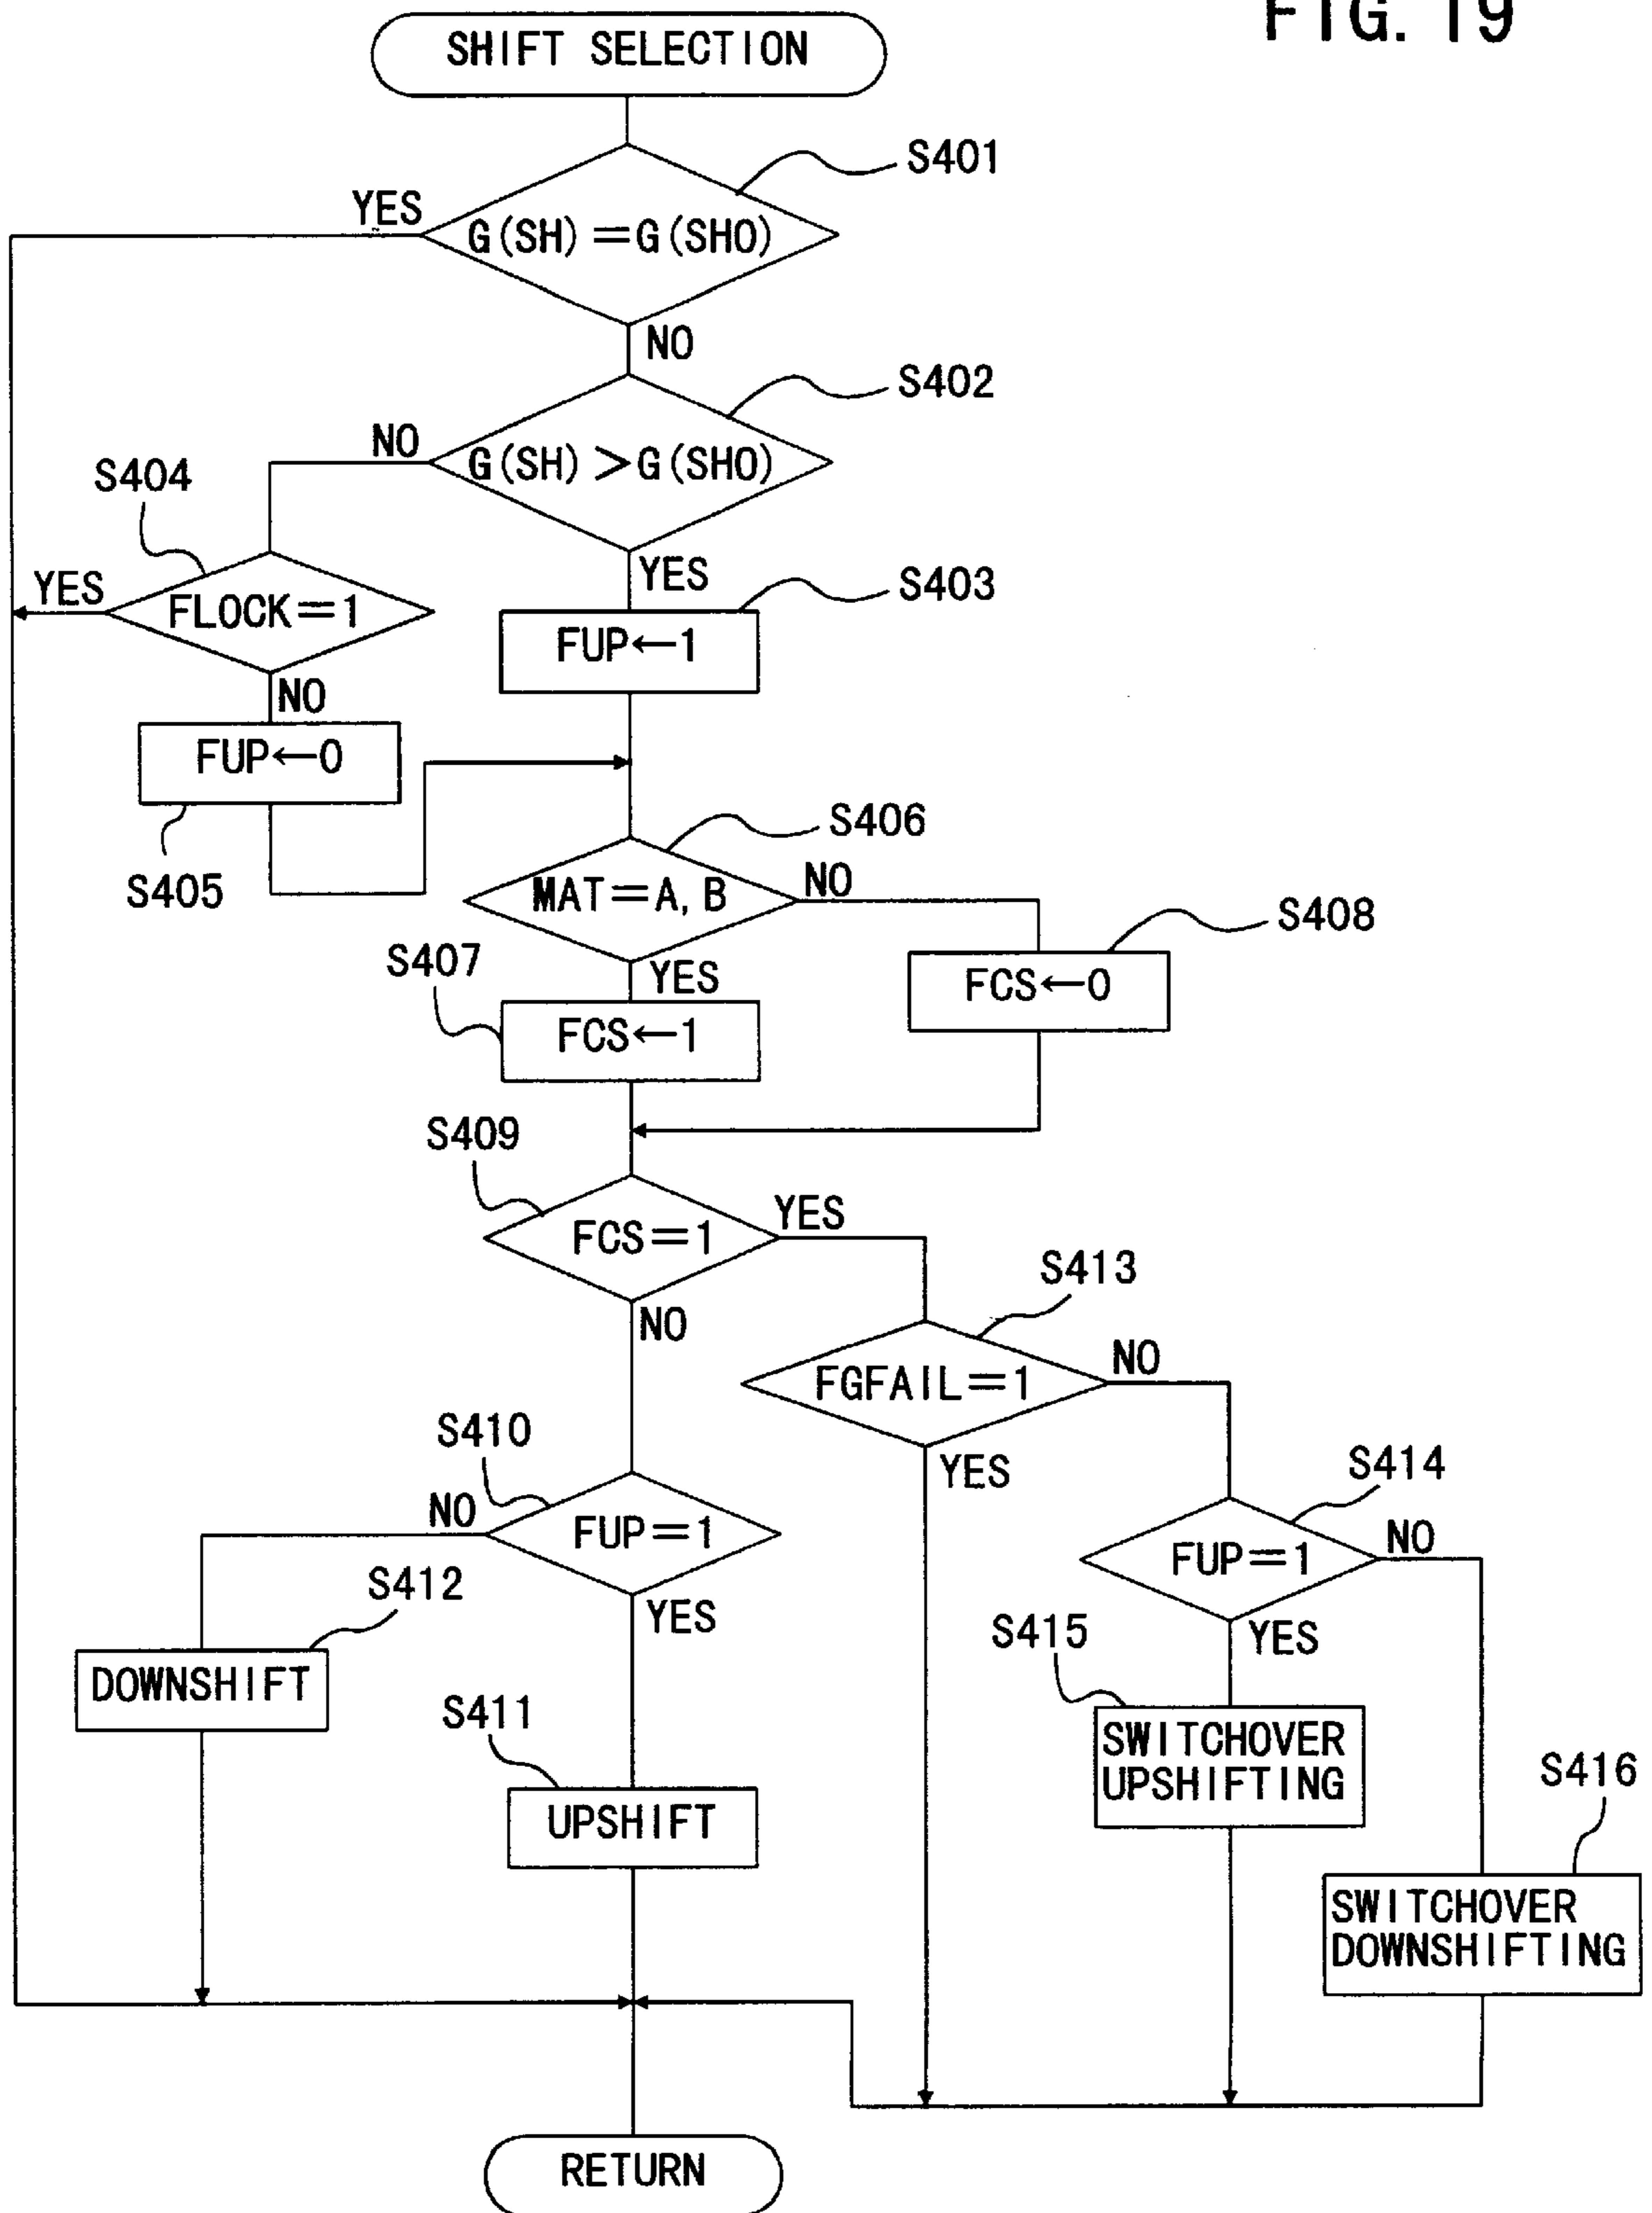 FIG. 19
SHIFT SELECTION
S401
YES
G(SH)=G(SHO)
NO
S402
NO
G(SH)>G(SHO)
S404
YES
S403
YES
FLOCK=1
FUP←1
NO
FUP←0
S405
S406
MAT=A, B
NO
S408
S407
YES
FCS←0
FCS←1
S409
YES
FCS=1
S413
NO
NO
FGFAIL=1
S410
YES
S414
NO
FUP=1
NO
FUP=1
S412
YES
S415
YES
DOWNSHIFT
S411
SWITCHOVER
UPSHIFTING
S416
UPSHIFT
SWITCHOVER
DOWNSHIFTING
RETURN